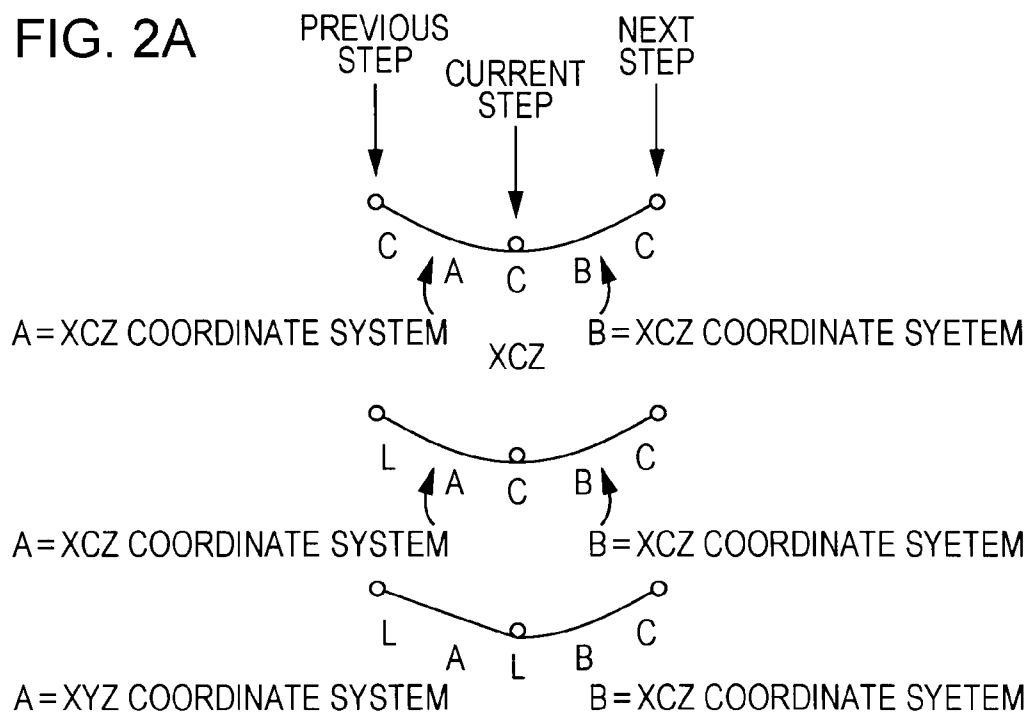 FIG. 2A
PREVIOUS
STEP
CURRENT
STEP
NEXT
STEP
C A C B C
A=XCZ COORDINATE SYSTEM B=XCZ COORDINATE SYETEM
XCZ
L A C B C
A=XCZ COORDINATE SYSTEM B=XCZ COORDINATE SYETEM
L A L B C
A=XYZ COORDINATE SYSTEM B=XCZ COORDINATE SYETEM